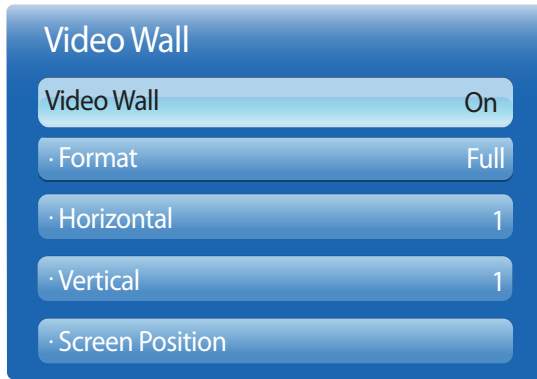 Video Wall
Video Wall On
· Format Full
· Horizontal 1
· Vertical 1
· Screen Position